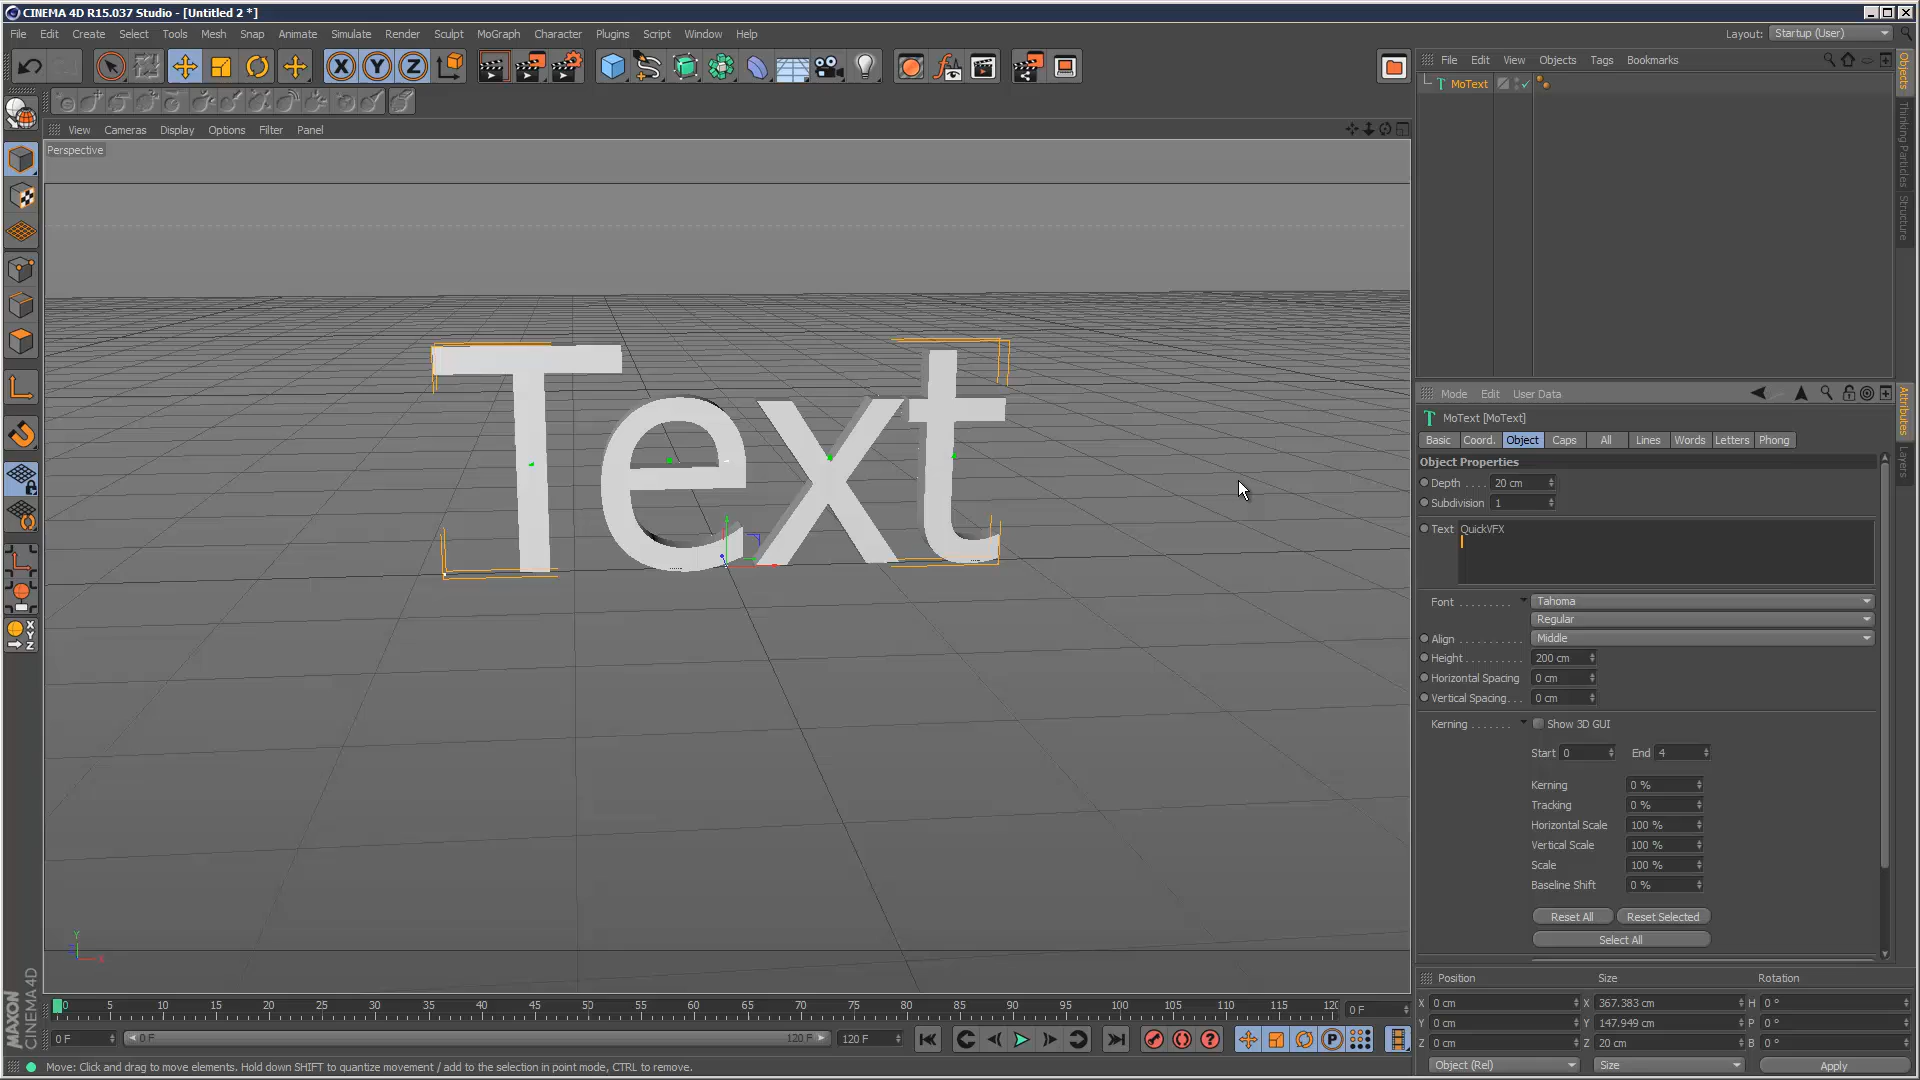 CINEMA 4D R15.037 Studio - [Untitled 2 *]
File Edit Create Select Tools Mesh Snap Animate Simulate Render Sculpt MoGraph Character Plugins Script Window Help Layout: Startup (User)
X Y Z
File Edit View Objects Tags Bookmarks
MoText
View Cameras Display Options Filter Panel
Perspective
Text
Objects
Thinking Particles
Structure
Attributes
Layers
Mode Edit User Data
MoText [MoText]
Basic Coord. Object Caps All Lines Words Letters Phong
Object Properties
Depth . . . . 20 cm
Subdivision 1
Text QuickVFX
Font . . . . . . . . . Tahoma
Regular
Align . . . . . . . . . . . Middle
Height . . . . . . . . . 200 cm
Horizontal Spacing 0 cm
Vertical Spacing. . . 0 cm
Kerning . . . . . . . Show 3D GUI
Start 0 End 4
Kerning 0 %
Tracking 0 %
Horizontal Scale 100 %
Vertical Scale 100 %
Scale 100 %
Baseline Shift 0 %
Reset All Reset Selected
Select All
X
Y
Z
Y
X
MAXON
CINEMA 4D
0 5 10 15 20 25 30 35 40 45 50 55 60 65 70 75 80 85 90 95 100 105 110 115 120 0 F
0 F 0 F 120 F 120 F
P
Position Size Rotation
X 0 cm X 367.383 cm H 0 °
Y 0 cm Y 147.949 cm P 0 °
Z 0 cm Z 20 cm B 0 °
Object (Rel) Size Apply
Move: Click and drag to move elements. Hold down SHIFT to quantize movement / add to the selection in point mode, CTRL to remove.